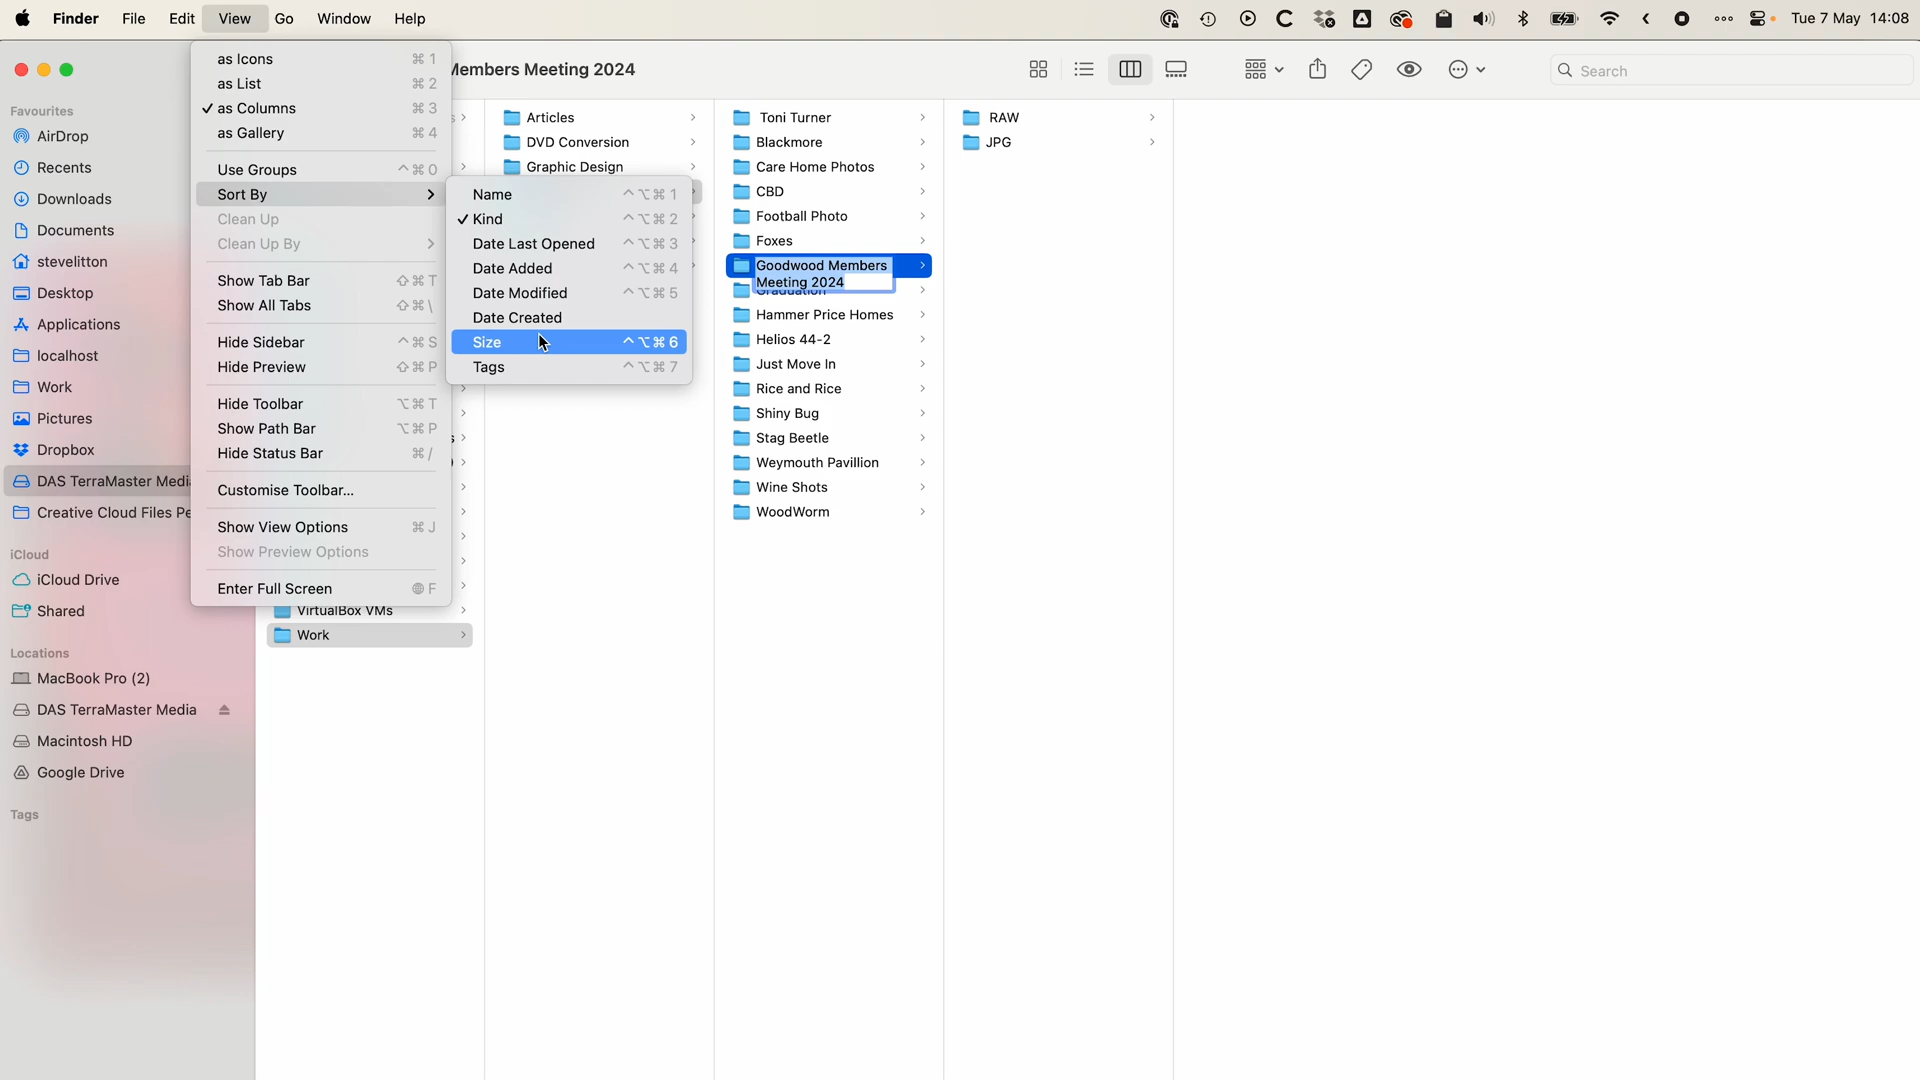 Finder File Edit View Go Window Help Tue 7 May 14:08
Members Meeting 2024
Search
as Icons ⌘ 1
as List ⌘ 2
✓ as Columns ⌘ 3
as Gallery ⌘ 4
Use Groups ^⌘ 0
Sort By
Clean Up
Clean Up By
Show Tab Bar ⇧⌘ T
Show All Tabs ⇧⌘ \
Hide Sidebar ^⌘ S
Hide Preview ⇧⌘ P
Hide Toolbar ⌥⌘ T
Show Path Bar ⌥⌘ P
Hide Status Bar ⌘ /
Customise Toolbar...
Show View Options ⌘ J
Show Preview Options
Enter Full Screen F
Name ^⌥⌘ 1
✓ Kind ^⌥⌘ 2
Date Last Opened ^⌥⌘ 3
Date Added ^⌥⌘ 4
Date Modified ^⌥⌘ 5
Date Created
Size ^⌥⌘ 6
Tags ^⌥⌘ 7
Favourites
AirDrop
Recents
Downloads
Documents
stevelitton
Desktop
Applications
localhost
Work
Pictures
Dropbox
DAS TerraMaster Media
Creative Cloud Files Pe
iCloud
iCloud Drive
Shared
Locations
MacBook Pro (2)
DAS TerraMaster Media
Macintosh HD
Google Drive
Tags
VirtualBox VMs
Work
Articles
DVD Conversion
Graphic Design
Toni Turner
Blackmore
Care Home Photos
CBD
Football Photo
Foxes
Goodwood Members
Meeting 2024
Graduation
Hammer Price Homes
Helios 44-2
Just Move In
Rice and Rice
Shiny Bug
Stag Beetle
Weymouth Pavillion
Wine Shots
WoodWorm
RAW
JPG